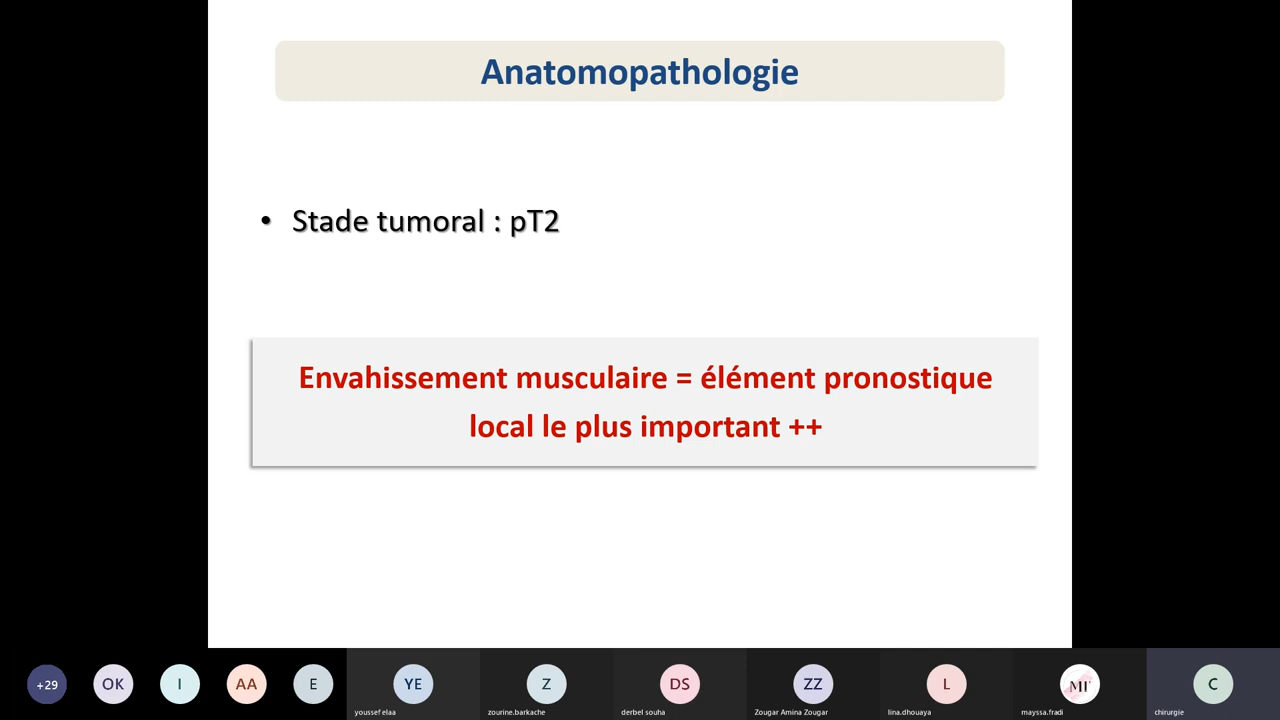 Anatomopathologie
• Stade tumoral : pT2
Envahissement musculaire = élément pronostique
local le plus important ++
+29
OK
I
AA
E
YE
Z
DS
ZZ
L
MF
C
youssef elaa
zourine.barkache
derbel souha
Zougar Amina Zougar
lina.dhouaya
mayssa.fradi
chirurgie